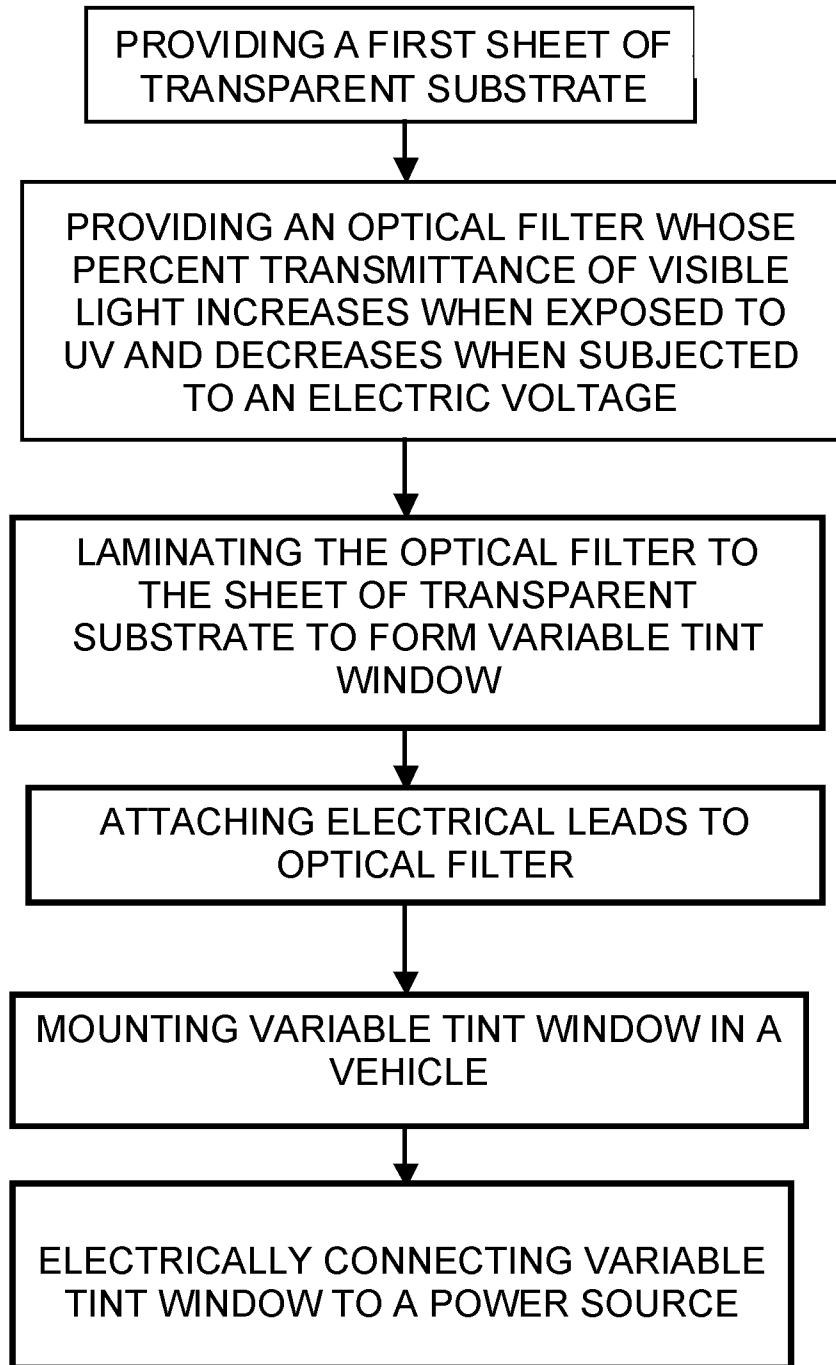 PROVIDING A FIRST SHEET OF
TRANSPARENT SUBSTRATE
PROVIDING AN OPTICAL FILTER WHOSE
PERCENT TRANSMITTANCE OF VISIBLE
LIGHT INCREASES WHEN EXPOSED TO
UV AND DECREASES WHEN SUBJECTED
TO AN ELECTRIC VOLTAGE
LAMINATING THE OPTICAL FILTER TO
THE SHEET OF TRANSPARENT
SUBSTRATE TO FORM VARIABLE TINT
WINDOW
ATTACHING ELECTRICAL LEADS TO
OPTICAL FILTER
MOUNTING VARIABLE TINT WINDOW IN A
VEHICLE
ELECTRICALLY CONNECTING VARIABLE
TINT WINDOW TO A POWER SOURCE